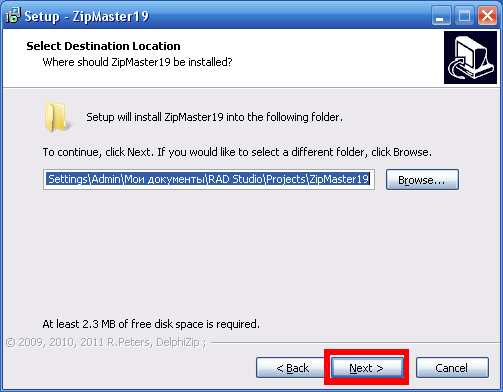 Setup - ZipMaster19
Select Destination Location
Where should ZipMaster19 be installed?
Setup will install ZipMaster19 into the following folder.
To continue, click Next. If you would like to select a different folder, click Browse.
Settings\Admin\Мои документы\RAD Studio\Projects\ZipMaster19
Browse...
At least 2.3 MB of free disk space is required.
© 2009, 2010, 2011 R.Peters, DelphiZip ;
< Back
Next >
Cancel